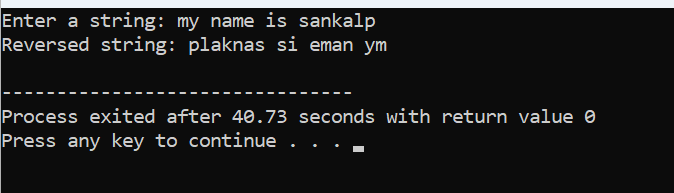 Enter a string: my name is sankalp
Reversed string: plaknas si eman ym
--------------------------------
Process exited after 40.73 seconds with return value 0
Press any key to continue . . .